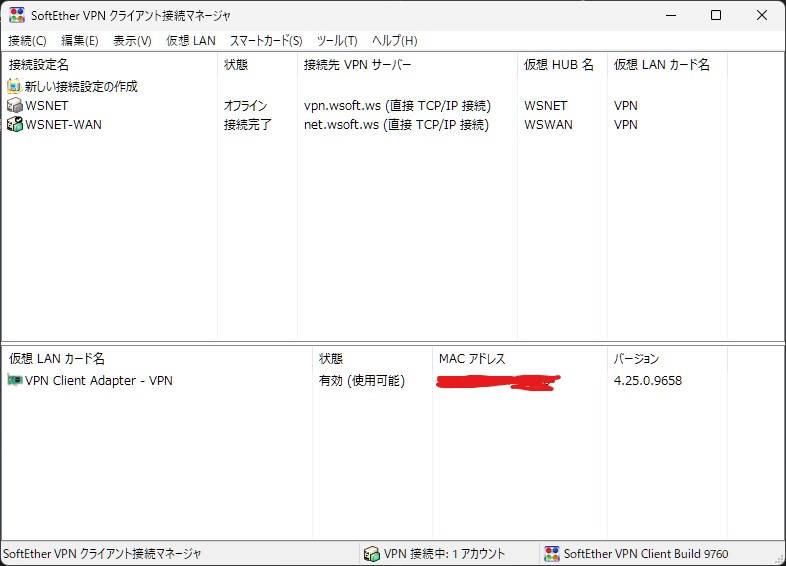 SoftEther VPN クライアント接続マネージャ
接続(C) 編集(E) 表示(V) 仮想 LAN スマートカード(S) ツール(T) ヘルプ(H)
接続設定名 状態 接続先 VPN サーバー 仮想 HUB 名 仮想 LAN カード名
新しい接続設定の作成
WSNET オフライン vpn.wsoft.ws (直接 TCP/IP 接続) WSNET VPN
WSNET-WAN 接続完了 net.wsoft.ws (直接 TCP/IP 接続) WSWAN VPN
仮想 LAN カード名 状態 MAC アドレス バージョン
VPN Client Adapter - VPN 有効 (使用可能) 4.25.0.9658
SoftEther VPN クライアント接続マネージャ VPN 接続中: 1 アカウント SoftEther VPN Client Build 9760